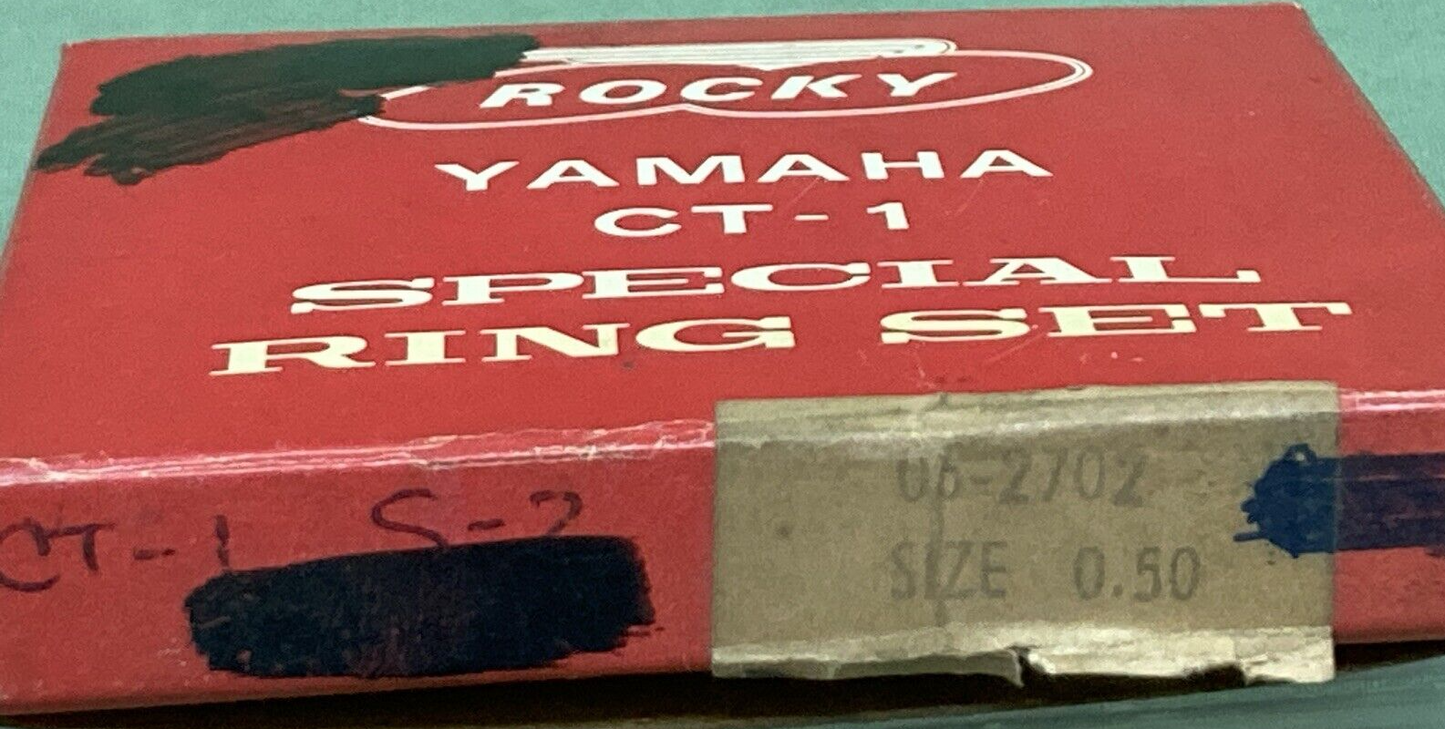 ROCKY
YAMAHA
CT-1
SPECIAL
RING SET
06-2702
SIZE 0.50
CT-1 S-2